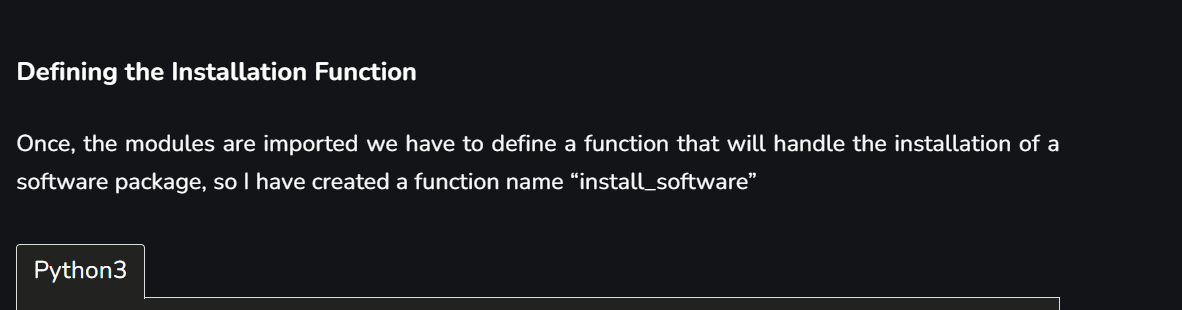 Defining the Installation Function
Once, the modules are imported we have to define a function that will handle the installation of a
software package, so I have created a function name “install_software”
Python3